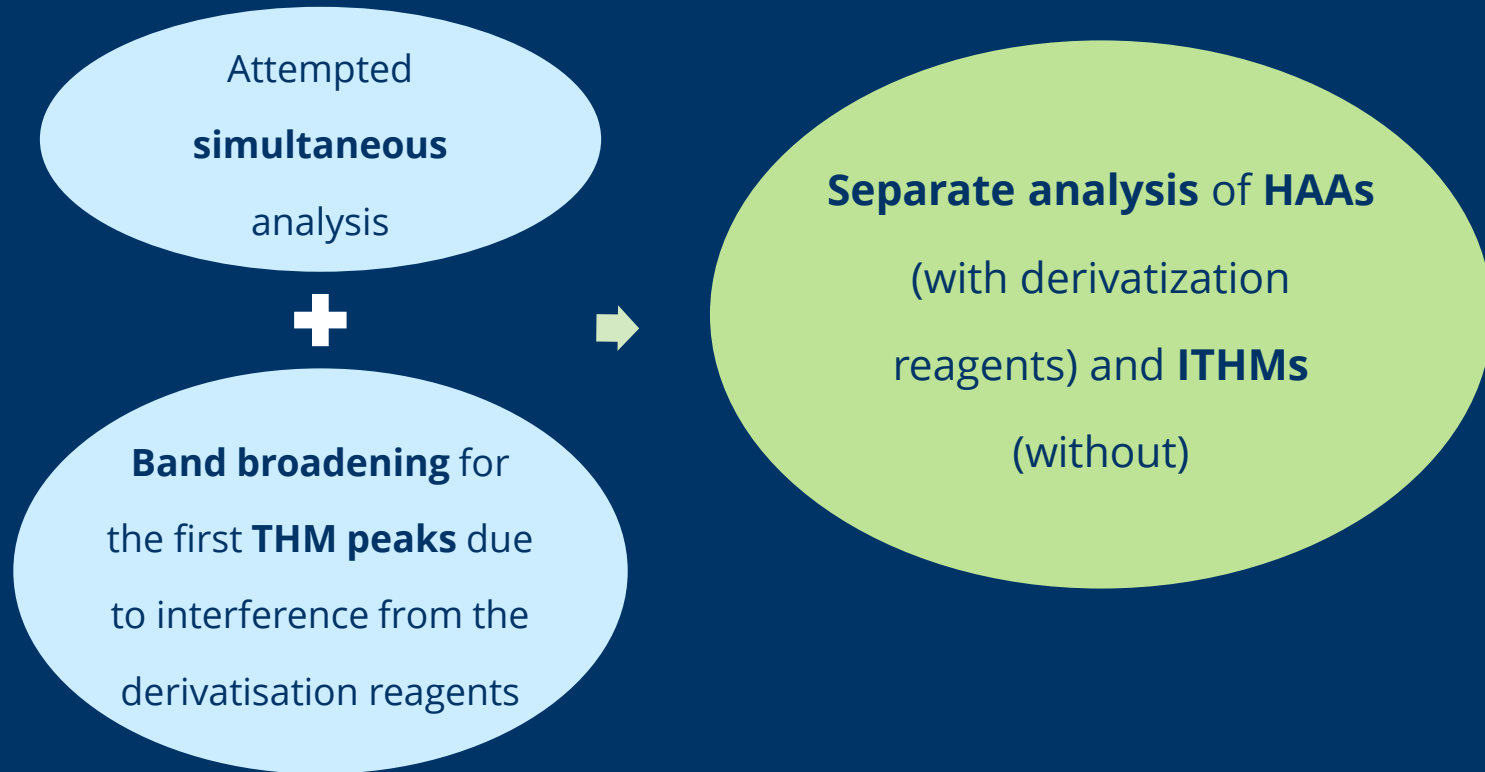 Attempted
simultaneous
analysis
Band broadening for
the first THM peaks due
to interference from the
derivatisation reagents
Separate analysis of HAAs
(with derivatization
reagents) and ITHMs
(without)